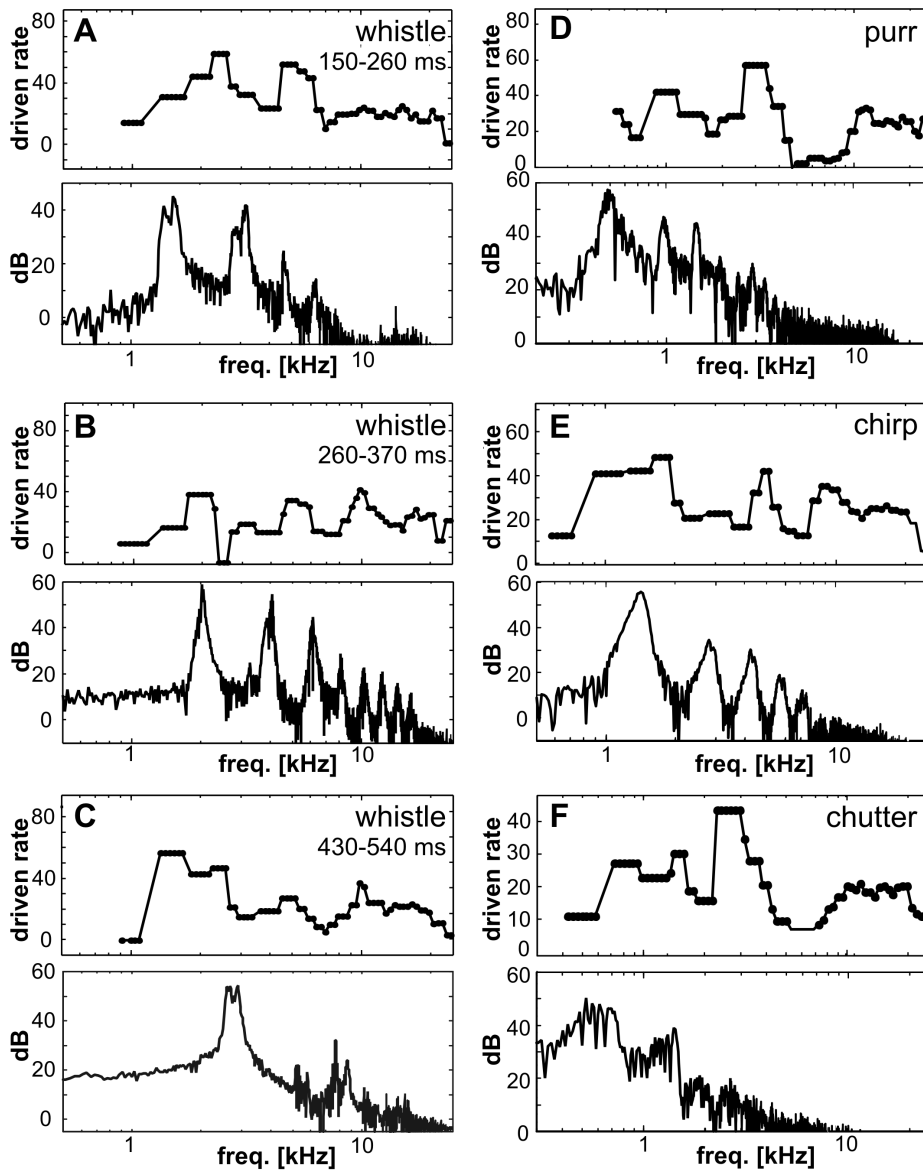 A
whistle
150-260 ms
driven rate
80
40
0
dB
40
20
0
1
10
freq. [kHz]
B
whistle
260-370 ms
driven rate
80
40
0
dB
60
40
20
0
1
10
freq. [kHz]
C
whistle
430-540 ms
driven rate
80
40
0
dB
60
40
20
0
1
10
freq. [kHz]
D
purr
driven rate
80
60
40
20
0
dB
60
40
20
0
1
10
freq. [kHz]
E
chirp
driven rate
60
40
20
0
dB
60
40
20
0
1
10
freq. [kHz]
F
chutter
driven rate
40
30
20
10
0
dB
60
40
20
0
1
10
freq. [kHz]